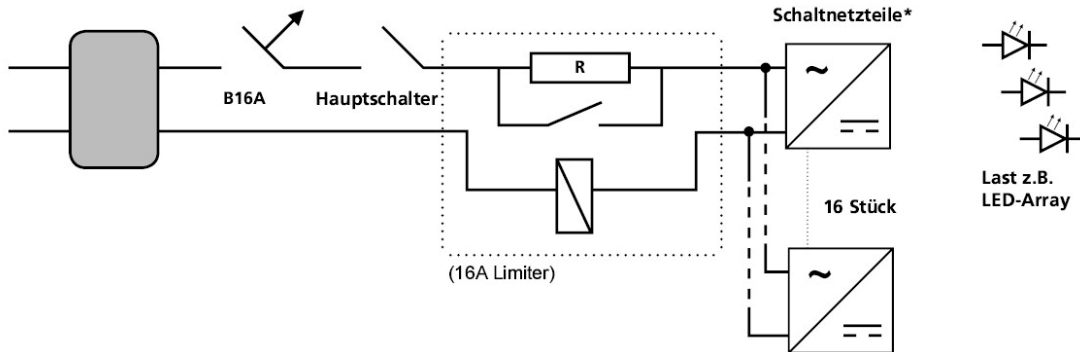 Schaltnetzteile*
R
B16A
Hauptschalter
~
Last z.B.
LED-Array
16 Stück
(16A Limiter)
~